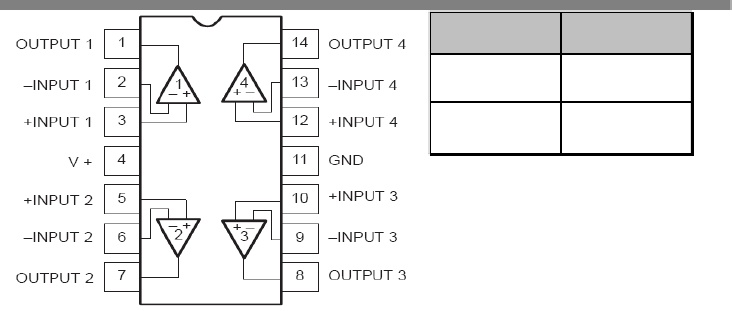 OUTPUT 1 1 14 OUTPUT 4
–INPUT 1 2 1 4 13 –INPUT 4
– + + –
+INPUT 1 3 12 +INPUT 4
V + 4 11 GND
+INPUT 2 5 10 +INPUT 3
– + + –
–INPUT 2 6 2 3 9 –INPUT 3
OUTPUT 2 7 8 OUTPUT 3